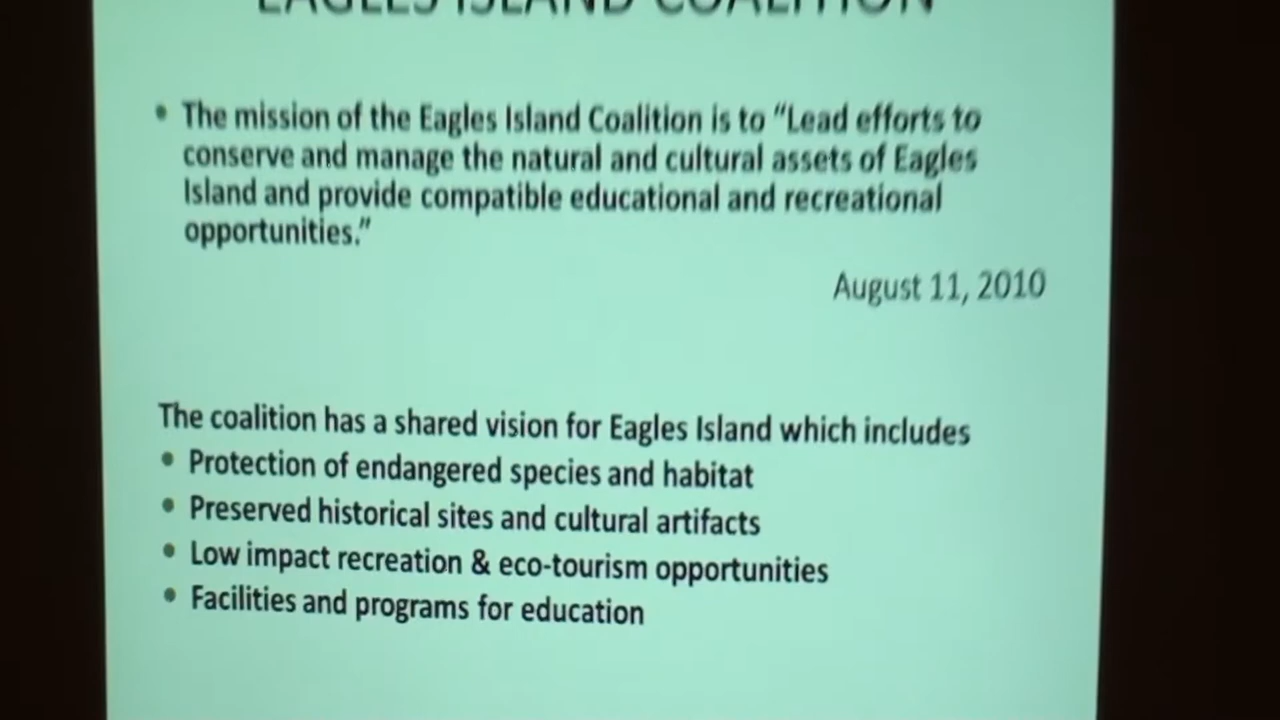 EAGLES ISLAND COALITION
• The mission of the Eagles Island Coalition is to “Lead efforts to
conserve and manage the natural and cultural assets of Eagles
Island and provide compatible educational and recreational
opportunities.”
August 11, 2010
The coalition has a shared vision for Eagles Island which includes
• Protection of endangered species and habitat
• Preserved historical sites and cultural artifacts
• Low impact recreation & eco-tourism opportunities
• Facilities and programs for education